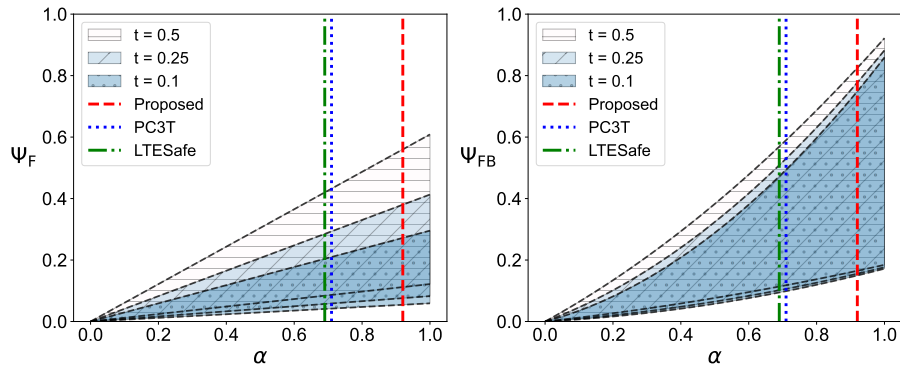 1.0
0.8
0.6
0.4
0.2
0.0
Ψ_F
t = 0.5
t = 0.25
t = 0.1
Proposed
PC3T
LTESafe
0.0 0.2 0.4 0.6 0.8 1.0
α
1.0
0.8
0.6
0.4
0.2
0.0
Ψ_FB
t = 0.5
t = 0.25
t = 0.1
Proposed
PC3T
LTESafe
0.0 0.2 0.4 0.6 0.8 1.0
α